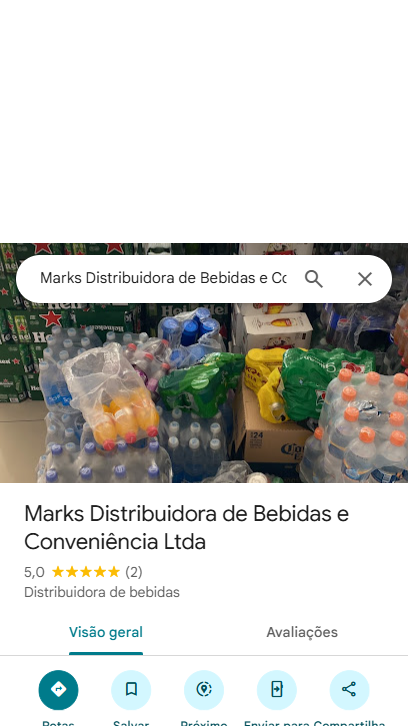 Marks Distribuidora de Bebidas e Co
Heineken
Marks Distribuidora de Bebidas e
Conveniência Ltda
5,0 ★★★★★ (2)
Distribuidora de bebidas
Visão geral
Avaliações
Rotas Salvar Próximo Enviar para Compartilha